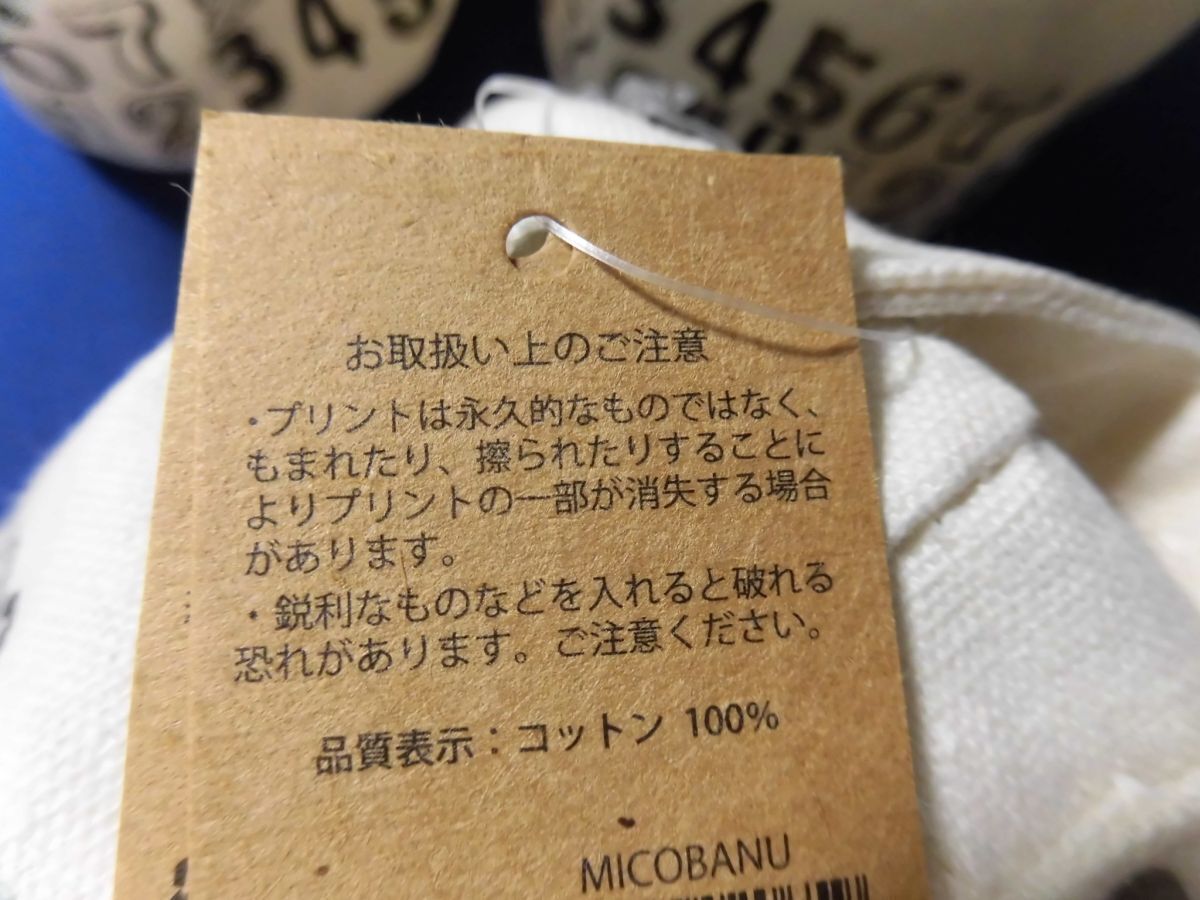 345
34567
お取扱い上のご注意
・プリントは永久的なものではなく、
もまれたり、擦られたりすることに
よりプリントの一部が消失する場合
があります。
・鋭利なものなどを入れると破れる
恐れがあります。ご注意ください。
品質表示：コットン 100%
MICOBANU